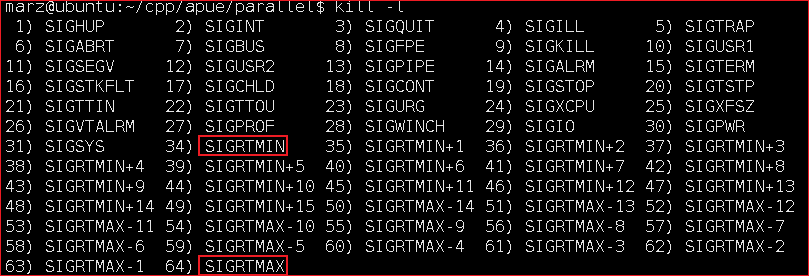 marz@ubuntu:~/cpp/apue/parallel$ kill -l
1) SIGHUP 2) SIGINT 3) SIGQUIT 4) SIGILL 5) SIGTRAP
6) SIGABRT 7) SIGBUS 8) SIGFPE 9) SIGKILL 10) SIGUSR1
11) SIGSEGV 12) SIGUSR2 13) SIGPIPE 14) SIGALRM 15) SIGTERM
16) SIGSTKFLT 17) SIGCHLD 18) SIGCONT 19) SIGSTOP 20) SIGTSTP
21) SIGTTIN 22) SIGTTOU 23) SIGURG 24) SIGXCPU 25) SIGXFSZ
26) SIGVTALRM 27) SIGPROF 28) SIGWINCH 29) SIGIO 30) SIGPWR
31) SIGSYS 34) SIGRTMIN 35) SIGRTMIN+1 36) SIGRTMIN+2 37) SIGRTMIN+3
38) SIGRTMIN+4 39) SIGRTMIN+5 40) SIGRTMIN+6 41) SIGRTMIN+7 42) SIGRTMIN+8
43) SIGRTMIN+9 44) SIGRTMIN+10 45) SIGRTMIN+11 46) SIGRTMIN+12 47) SIGRTMIN+13
48) SIGRTMIN+14 49) SIGRTMIN+15 50) SIGRTMAX-14 51) SIGRTMAX-13 52) SIGRTMAX-12
53) SIGRTMAX-11 54) SIGRTMAX-10 55) SIGRTMAX-9 56) SIGRTMAX-8 57) SIGRTMAX-7
58) SIGRTMAX-6 59) SIGRTMAX-5 60) SIGRTMAX-4 61) SIGRTMAX-3 62) SIGRTMAX-2
63) SIGRTMAX-1 64) SIGRTMAX